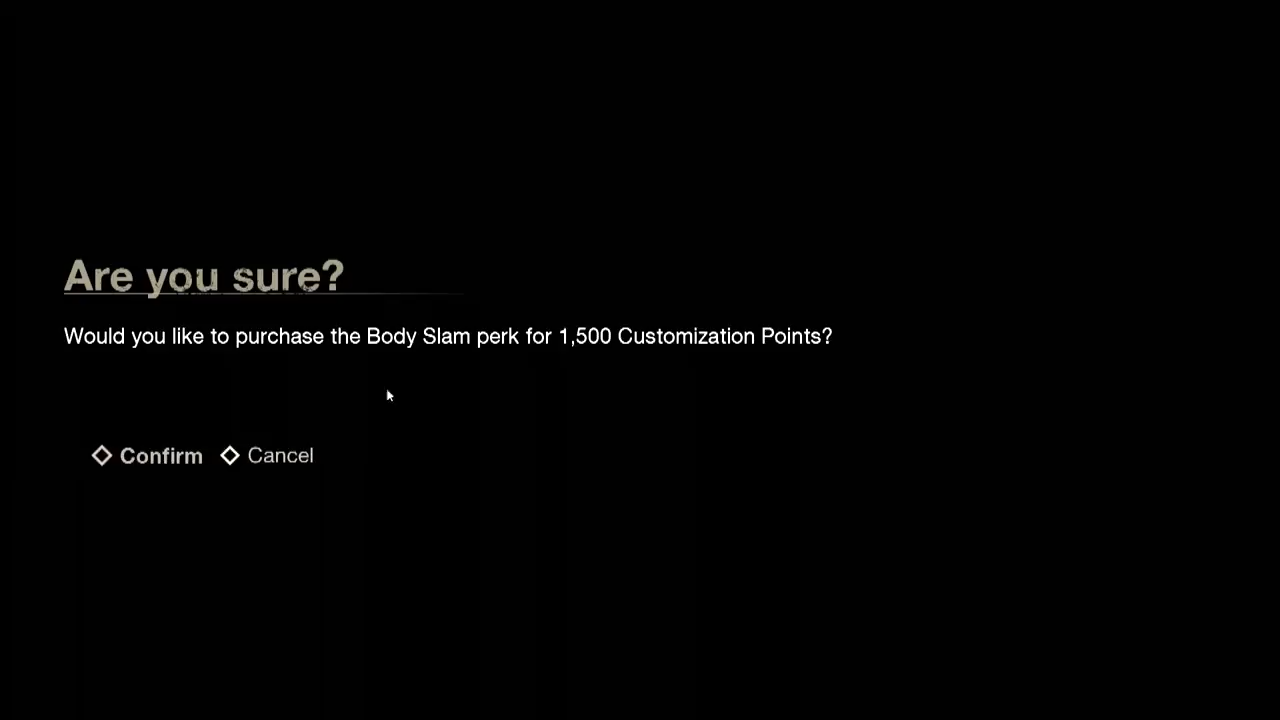 Are you sure?
Would you like to purchase the Body Slam perk for 1,500 Customization Points?
Confirm Cancel